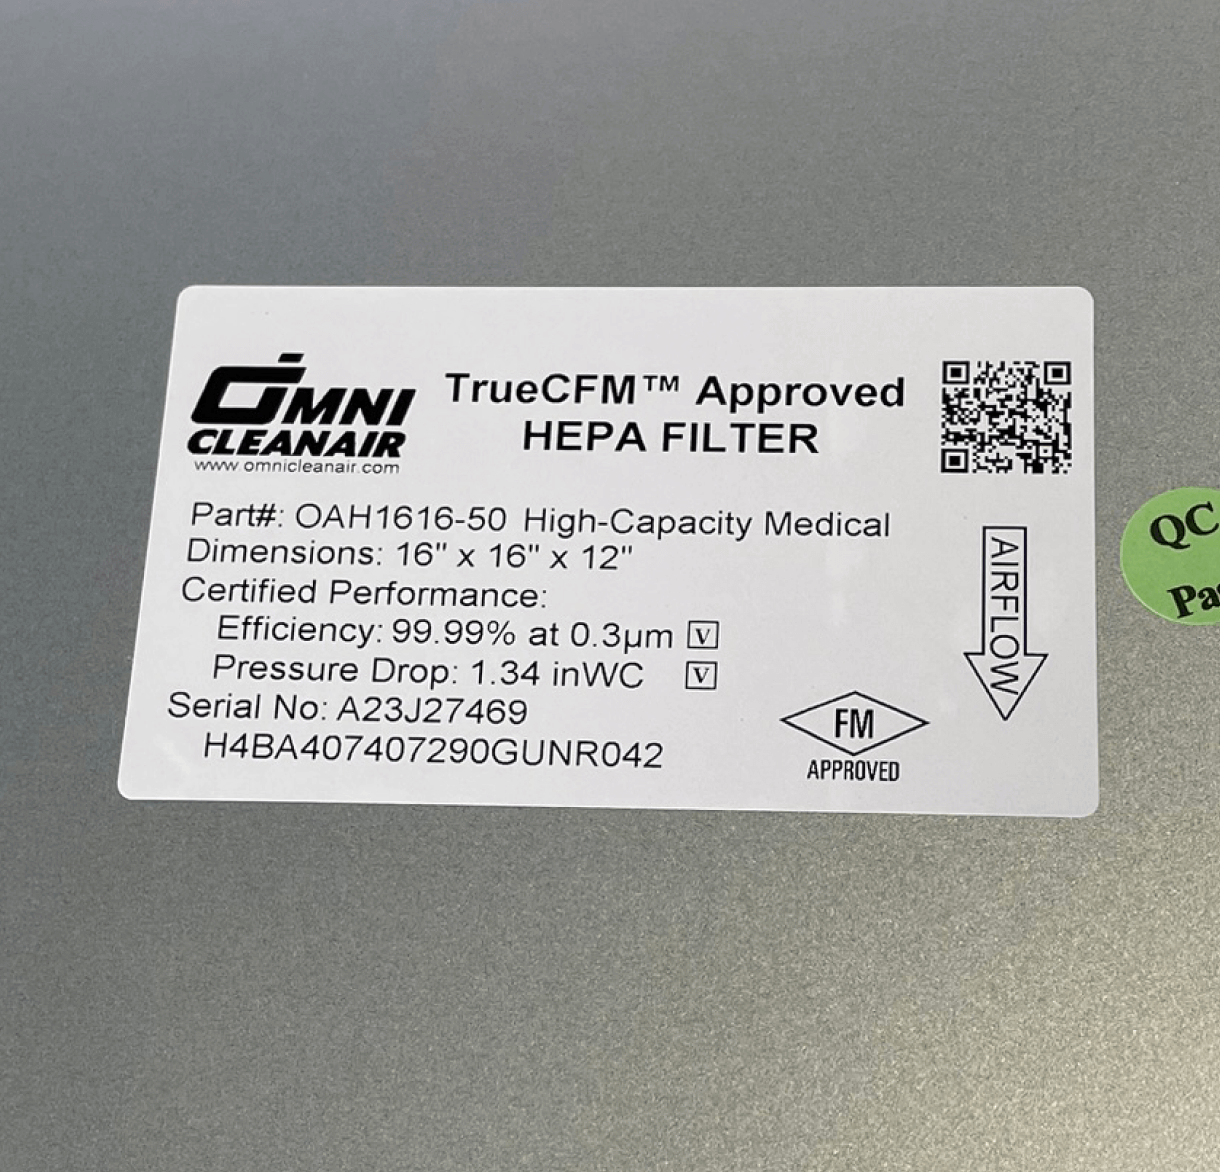 OMNI
CLEANAIR
www.omnicleanair.com
TrueCFM™ Approved
HEPA FILTER
Part#: OAH1616-50 High-Capacity Medical
Dimensions: 16" x 16" x 12"
Certified Performance:
Efficiency: 99.99% at 0.3µm V
Pressure Drop: 1.34 inWC V
Serial No: A23J27469
H4BA407407290GUNR042
AIRFLOW
FM
APPROVED
QC